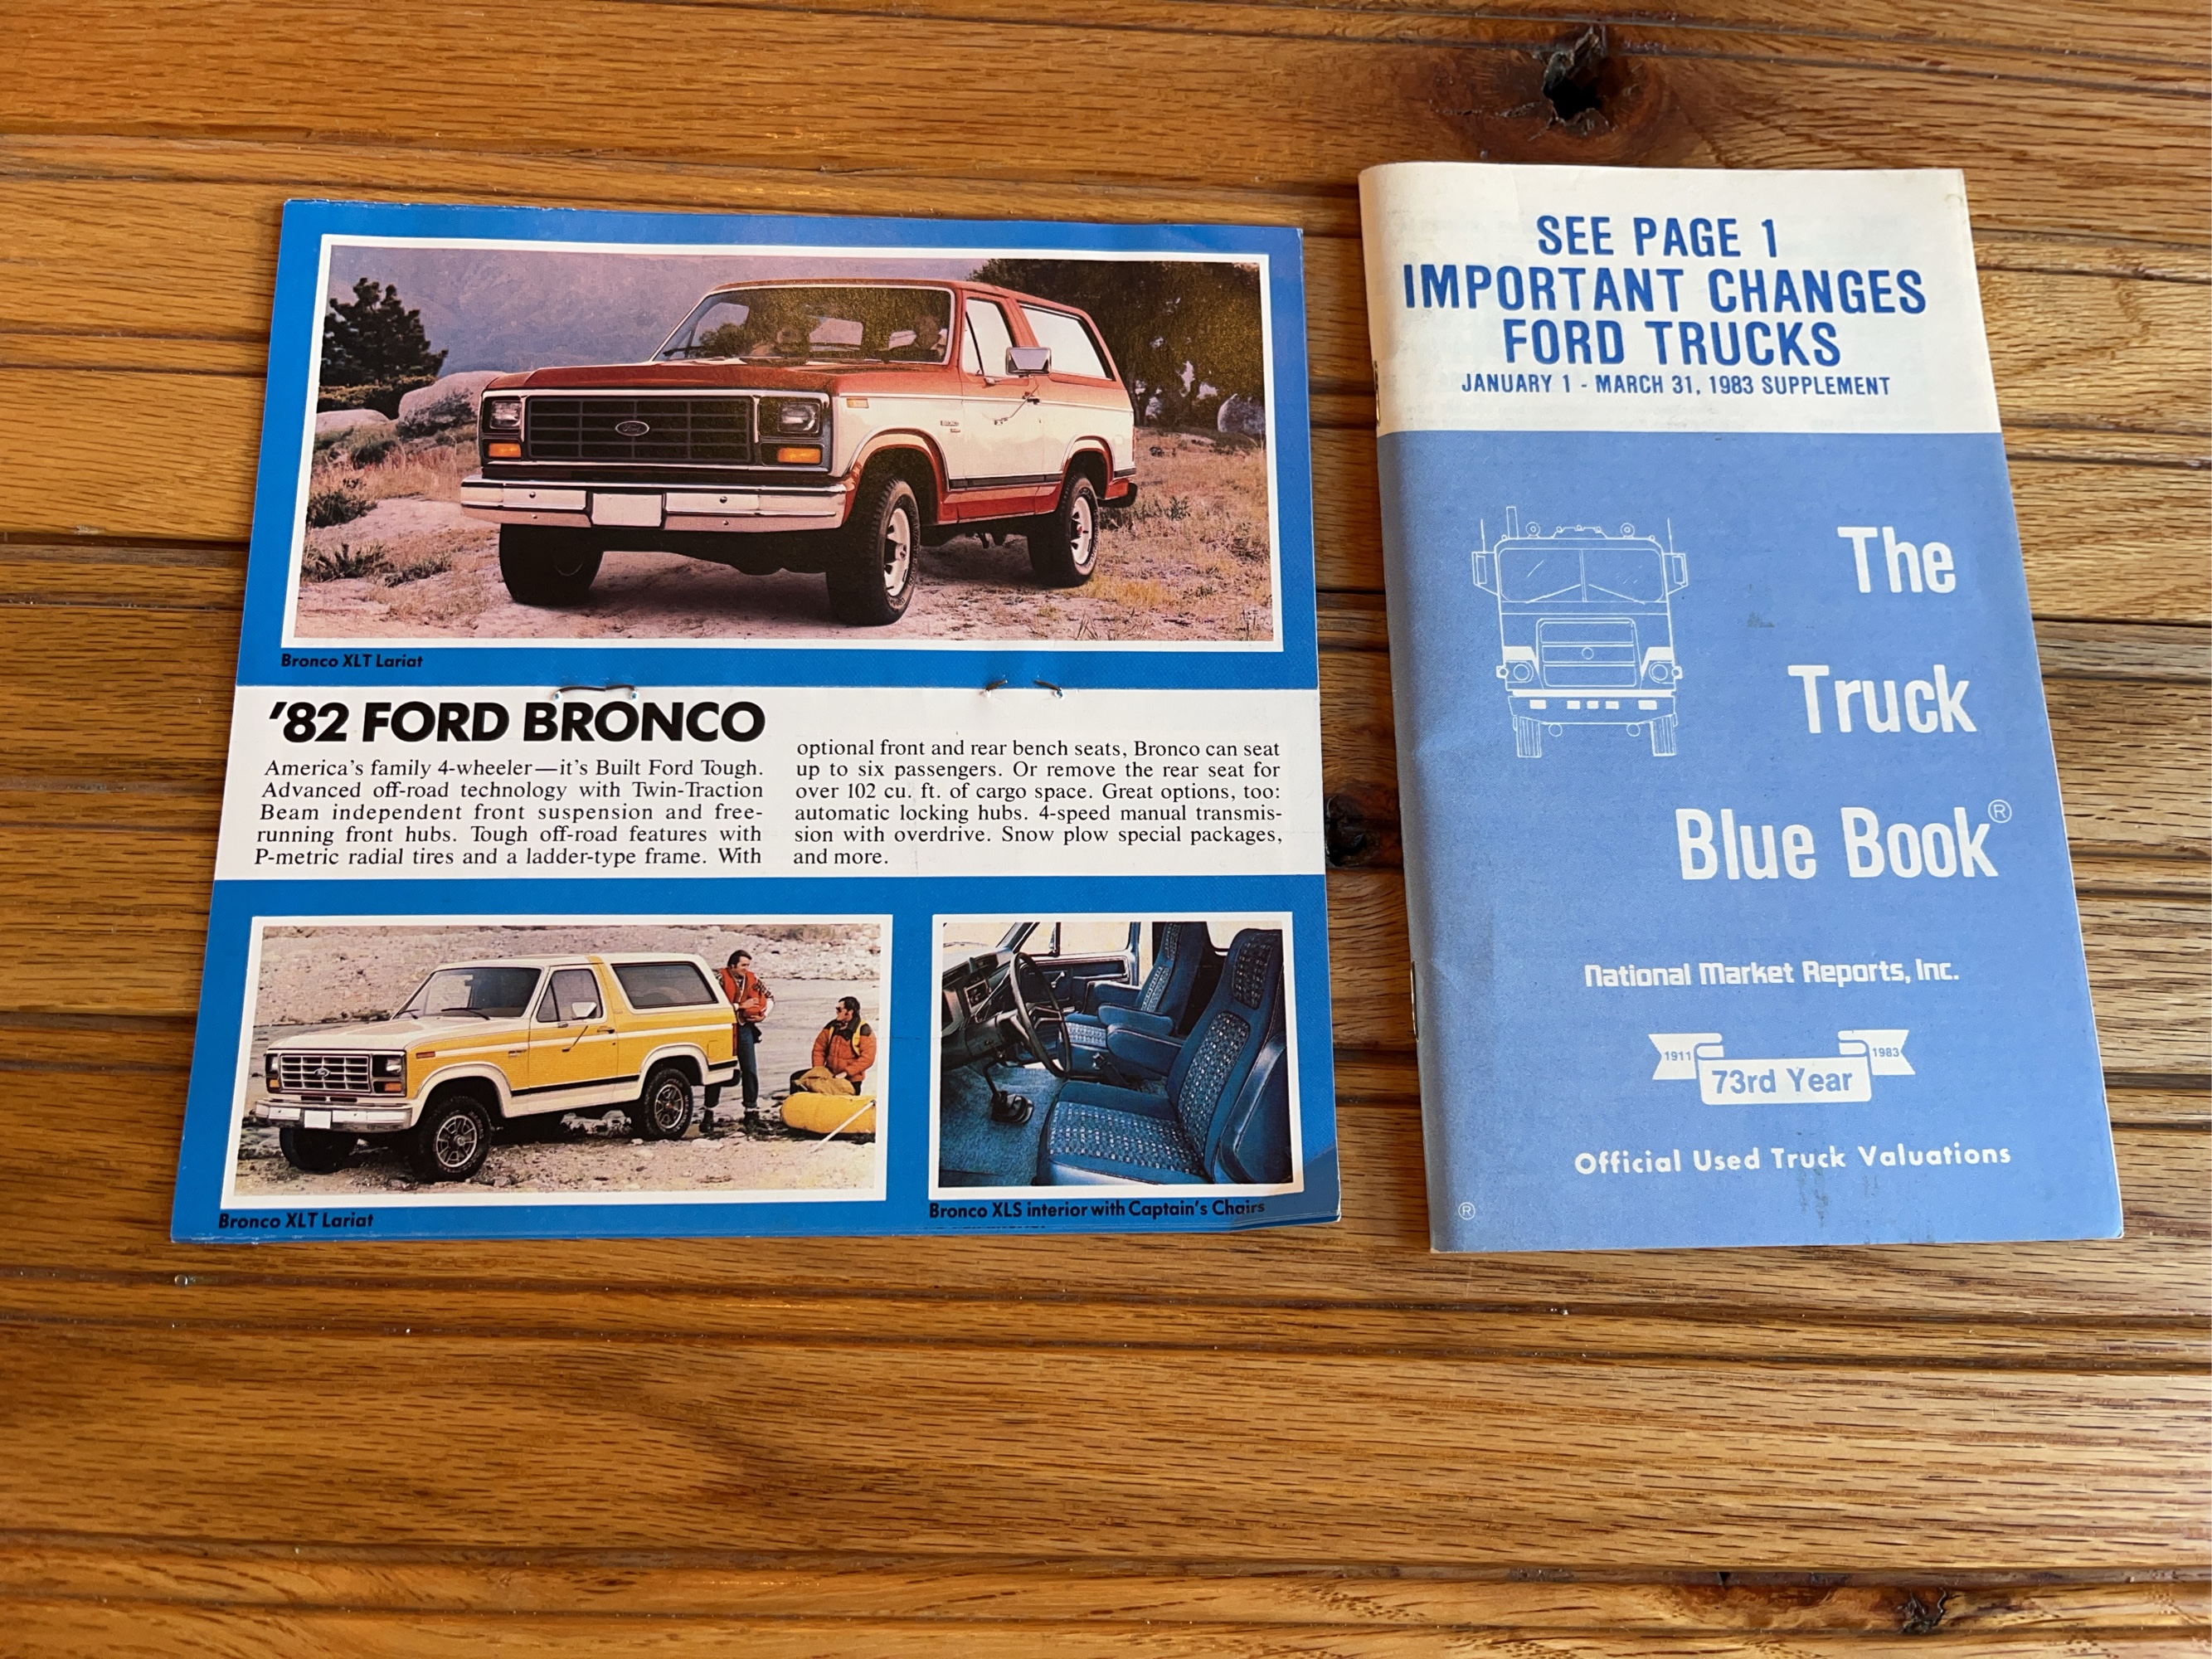 Ford
Bronco XLT Lariat
'82 FORD BRONCO
America's family 4-wheeler—it's Built Ford Tough.
Advanced off-road technology with Twin-Traction
Beam independent front suspension and free-
running front hubs. Tough off-road features with
P-metric radial tires and a ladder-type frame. With
optional front and rear bench seats, Bronco can seat
up to six passengers. Or remove the rear seat for
over 102 cu. ft. of cargo space. Great options, too:
automatic locking hubs. 4-speed manual transmis-
sion with overdrive. Snow plow special packages,
and more.
Bronco XLT Lariat
Bronco XLS interior with Captain's Chairs
SEE PAGE 1
IMPORTANT CHANGES
FORD TRUCKS
JANUARY 1 - MARCH 31, 1983 SUPPLEMENT
The
Truck
Blue Book®
National Market Reports, Inc.
1911 1983
73rd Year
Official Used Truck Valuations
®